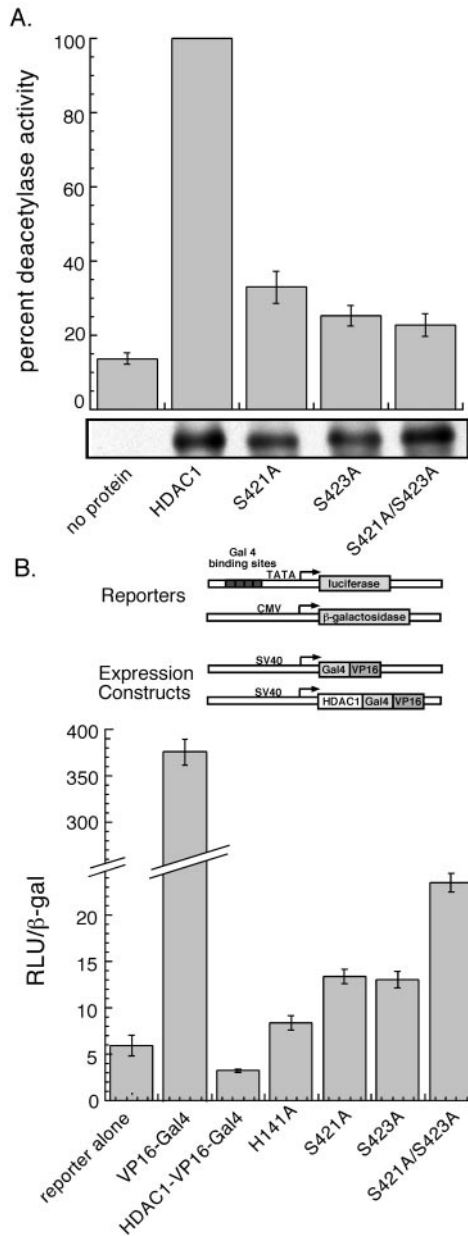 A.
percent deacetylase activity
100
80
60
40
20
0
no protein
HDAC1
S421A
S423A
S421A/S423A
B.
Gal 4
binding sites
TATA
Reporters
luciferase
CMV
β-galactosidase
Expression
Constructs
SV40
Gal4 VP16
SV40
HDAC1 Gal4 VP16
RLU/β-gal
400
350
300
20
15
10
5
0
reporter alone
VP16-Gal4
HDAC1-VP16-Gal4
H141A
S421A
S423A
S421A/S423A